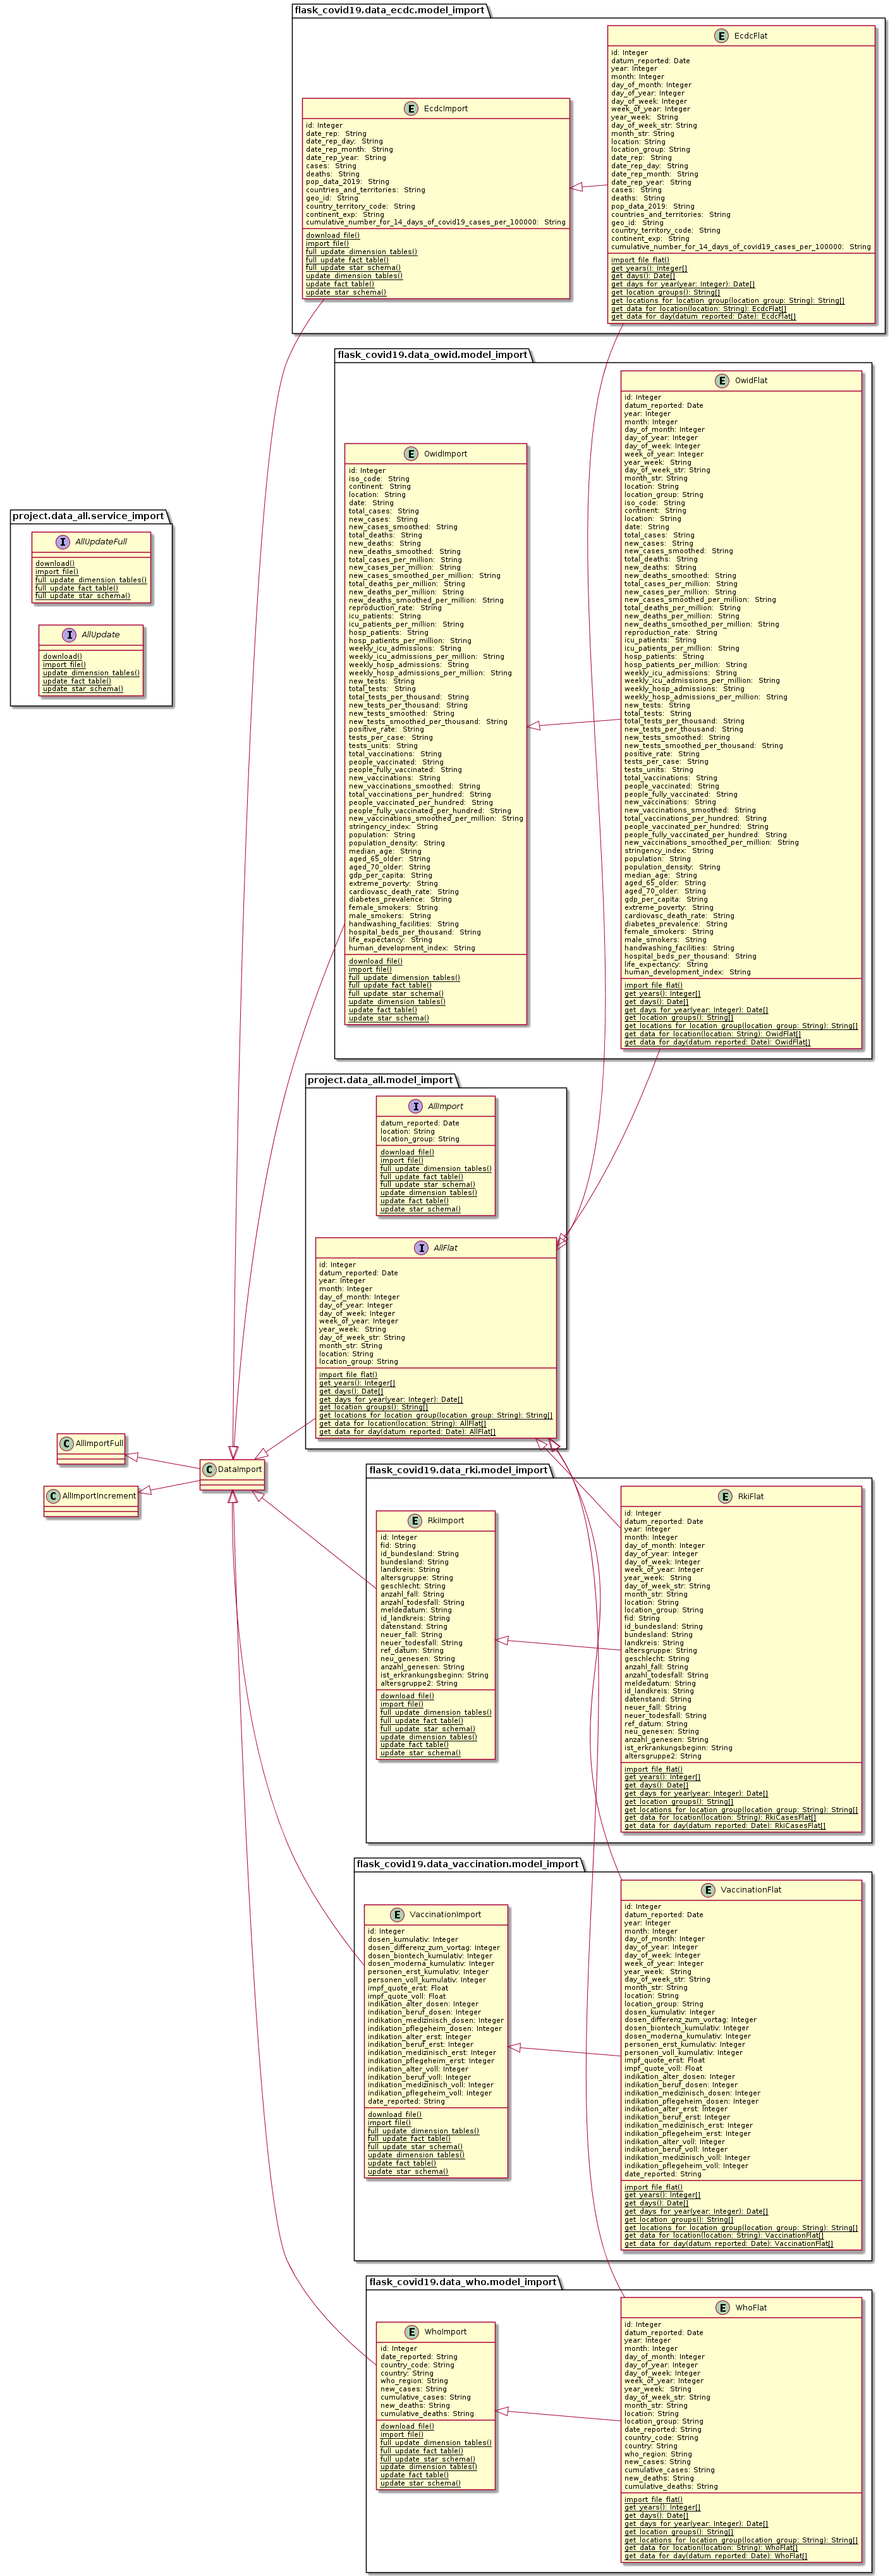 flask_covid19.data_ecdc.model_import
E EcdcFlat
id: Integer
datum_reported: Date
year: Integer
month: Integer
day_of_month: Integer
day_of_year: Integer
day_of_week: Integer
week_of_year: Integer
year_week: String
day_of_week_str: String
month_str: String
location: String
location_group: String
date_rep: String
date_rep_day: String
date_rep_month: String
date_rep_year: String
cases: String
deaths: String
pop_data_2019: String
countries_and_territories: String
geo_id: String
country_territory_code: String
continent_exp: String
cumulative_number_for_14_days_of_covid19_cases_per_100000: String
import_file_flat()
get_years(): Integer[]
get_days(): Date[]
get_days_for_year(year: Integer): Date[]
get_location_groups(): String[]
get_locations_for_location_group(location_group: String): String[]
get_data_for_location(location: String): EcdcFlat[]
get_data_for_day(datum_reported: Date): EcdcFlat[]
E EcdcImport
id: Integer
date_rep: String
date_rep_day: String
date_rep_month: String
date_rep_year: String
cases: String
deaths: String
pop_data_2019: String
countries_and_territories: String
geo_id: String
country_territory_code: String
continent_exp: String
cumulative_number_for_14_days_of_covid19_cases_per_100000: String
download_file()
import_file()
full_update_dimension_tables()
full_update_fact_table()
full_update_star_schema()
update_dimension_tables()
update_fact_table()
update_star_schema()
flask_covid19.data_owid.model_import
E OwidFlat
id: Integer
datum_reported: Date
year: Integer
month: Integer
day_of_month: Integer
day_of_year: Integer
day_of_week: Integer
week_of_year: Integer
year_week: String
day_of_week_str: String
month_str: String
location: String
location_group: String
iso_code: String
continent: String
location: String
date: String
total_cases: String
new_cases: String
new_cases_smoothed: String
total_deaths: String
new_deaths: String
new_deaths_smoothed: String
total_cases_per_million: String
new_cases_per_million: String
new_cases_smoothed_per_million: String
total_deaths_per_million: String
new_deaths_per_million: String
new_deaths_smoothed_per_million: String
reproduction_rate: String
icu_patients: String
icu_patients_per_million: String
hosp_patients: String
hosp_patients_per_million: String
weekly_icu_admissions: String
weekly_icu_admissions_per_million: String
weekly_hosp_admissions: String
weekly_hosp_admissions_per_million: String
new_tests: String
total_tests: String
total_tests_per_thousand: String
new_tests_per_thousand: String
new_tests_smoothed: String
new_tests_smoothed_per_thousand: String
positive_rate: String
tests_per_case: String
tests_units: String
total_vaccinations: String
people_vaccinated: String
people_fully_vaccinated: String
new_vaccinations: String
new_vaccinations_smoothed: String
total_vaccinations_per_hundred: String
people_vaccinated_per_hundred: String
people_fully_vaccinated_per_hundred: String
new_vaccinations_smoothed_per_million: String
stringency_index: String
population: String
population_density: String
median_age: String
aged_65_older: String
aged_70_older: String
gdp_per_capita: String
extreme_poverty: String
cardiovasc_death_rate: String
diabetes_prevalence: String
female_smokers: String
male_smokers: String
handwashing_facilities: String
hospital_beds_per_thousand: String
life_expectancy: String
human_development_index: String
import_file_flat()
get_years(): Integer[]
get_days(): Date[]
get_days_for_year(year: Integer): Date[]
get_location_groups(): String[]
get_locations_for_location_group(location_group: String): String[]
get_data_for_location(location: String): OwidFlat[]
get_data_for_day(datum_reported: Date): OwidFlat[]
E OwidImport
id: Integer
iso_code: String
continent: String
location: String
date: String
total_cases: String
new_cases: String
new_cases_smoothed: String
total_deaths: String
new_deaths: String
new_deaths_smoothed: String
total_cases_per_million: String
new_cases_per_million: String
new_cases_smoothed_per_million: String
total_deaths_per_million: String
new_deaths_per_million: String
new_deaths_smoothed_per_million: String
reproduction_rate: String
icu_patients: String
icu_patients_per_million: String
hosp_patients: String
hosp_patients_per_million: String
weekly_icu_admissions: String
weekly_icu_admissions_per_million: String
weekly_hosp_admissions: String
weekly_hosp_admissions_per_million: String
new_tests: String
total_tests: String
total_tests_per_thousand: String
new_tests_per_thousand: String
new_tests_smoothed: String
new_tests_smoothed_per_thousand: String
positive_rate: String
tests_per_case: String
tests_units: String
total_vaccinations: String
people_vaccinated: String
people_fully_vaccinated: String
new_vaccinations: String
new_vaccinations_smoothed: String
total_vaccinations_per_hundred: String
people_vaccinated_per_hundred: String
people_fully_vaccinated_per_hundred: String
new_vaccinations_smoothed_per_million: String
stringency_index: String
population: String
population_density: String
median_age: String
aged_65_older: String
aged_70_older: String
gdp_per_capita: String
extreme_poverty: String
cardiovasc_death_rate: String
diabetes_prevalence: String
female_smokers: String
male_smokers: String
handwashing_facilities: String
hospital_beds_per_thousand: String
life_expectancy: String
human_development_index: String
download_file()
import_file()
full_update_dimension_tables()
full_update_fact_table()
full_update_star_schema()
update_dimension_tables()
update_fact_table()
update_star_schema()
project.data_all.service_import
I AllUpdateFull
download()
import_file()
full_update_dimension_tables()
full_update_fact_table()
full_update_star_schema()
I AllUpdate
download()
import_file()
update_dimension_tables()
update_fact_table()
update_star_schema()
project.data_all.model_import
I AllImport
datum_reported: Date
location: String
location_group: String
download_file()
import_file()
full_update_dimension_tables()
full_update_fact_table()
full_update_star_schema()
update_dimension_tables()
update_fact_table()
update_star_schema()
I AllFlat
id: Integer
datum_reported: Date
year: Integer
month: Integer
day_of_month: Integer
day_of_year: Integer
day_of_week: Integer
week_of_year: Integer
year_week: String
day_of_week_str: String
month_str: String
location: String
location_group: String
import_file_flat()
get_years(): Integer[]
get_days(): Date[]
get_days_for_year(year: Integer): Date[]
get_location_groups(): String[]
get_locations_for_location_group(location_group: String): String[]
get_data_for_location(location: String): AllFlat[]
get_data_for_day(datum_reported: Date): AllFlat[]
C AllImportFull
C DataImport
C AllImportIncrement
flask_covid19.data_rki.model_import
E RkiFlat
id: Integer
datum_reported: Date
year: Integer
month: Integer
day_of_month: Integer
day_of_year: Integer
day_of_week: Integer
week_of_year: Integer
year_week: String
day_of_week_str: String
month_str: String
location: String
location_group: String
fid: String
id_bundesland: String
bundesland: String
landkreis: String
altersgruppe: String
geschlecht: String
anzahl_fall: String
anzahl_todesfall: String
meldedatum: String
id_landkreis: String
datenstand: String
neuer_fall: String
neuer_todesfall: String
ref_datum: String
neu_genesen: String
anzahl_genesen: String
ist_erkrankungsbeginn: String
altersgruppe2: String
import_file_flat()
get_years(): Integer[]
get_days(): Date[]
get_days_for_year(year: Integer): Date[]
get_location_groups(): String[]
get_locations_for_location_group(location_group: String): String[]
get_data_for_location(location: String): RkiCasesFlat[]
get_data_for_day(datum_reported: Date): RkiCasesFlat[]
E RkiImport
id: Integer
fid: String
id_bundesland: String
bundesland: String
landkreis: String
altersgruppe: String
geschlecht: String
anzahl_fall: String
anzahl_todesfall: String
meldedatum: String
id_landkreis: String
datenstand: String
neuer_fall: String
neuer_todesfall: String
ref_datum: String
neu_genesen: String
anzahl_genesen: String
ist_erkrankungsbeginn: String
altersgruppe2: String
download_file()
import_file()
full_update_dimension_tables()
full_update_fact_table()
full_update_star_schema()
update_dimension_tables()
update_fact_table()
update_star_schema()
flask_covid19.data_vaccination.model_import
E VaccinationFlat
id: Integer
datum_reported: Date
year: Integer
month: Integer
day_of_month: Integer
day_of_year: Integer
day_of_week: Integer
week_of_year: Integer
year_week: String
day_of_week_str: String
month_str: String
location: String
location_group: String
dosen_kumulativ: Integer
dosen_differenz_zum_vortag: Integer
dosen_biontech_kumulativ: Integer
dosen_moderna_kumulativ: Integer
personen_erst_kumulativ: Integer
personen_voll_kumulativ: Integer
impf_quote_erst: Float
impf_quote_voll: Float
indikation_alter_dosen: Integer
indikation_beruf_dosen: Integer
indikation_medizinisch_dosen: Integer
indikation_pflegeheim_dosen: Integer
indikation_alter_erst: Integer
indikation_beruf_erst: Integer
indikation_medizinisch_erst: Integer
indikation_pflegeheim_erst: Integer
indikation_alter_voll: Integer
indikation_beruf_voll: Integer
indikation_medizinisch_voll: Integer
indikation_pflegeheim_voll: Integer
date_reported: String
import_file_flat()
get_years(): Integer[]
get_days(): Date[]
get_days_for_year(year: Integer): Date[]
get_location_groups(): String[]
get_locations_for_location_group(location_group: String): String[]
get_data_for_location(location: String): VaccinationFlat[]
get_data_for_day(datum_reported: Date): VaccinationFlat[]
E VaccinationImport
id: Integer
dosen_kumulativ: Integer
dosen_differenz_zum_vortag: Integer
dosen_biontech_kumulativ: Integer
dosen_moderna_kumulativ: Integer
personen_erst_kumulativ: Integer
personen_voll_kumulativ: Integer
impf_quote_erst: Float
impf_quote_voll: Float
indikation_alter_dosen: Integer
indikation_beruf_dosen: Integer
indikation_medizinisch_dosen: Integer
indikation_pflegeheim_dosen: Integer
indikation_alter_erst: Integer
indikation_beruf_erst: Integer
indikation_medizinisch_erst: Integer
indikation_pflegeheim_erst: Integer
indikation_alter_voll: Integer
indikation_beruf_voll: Integer
indikation_medizinisch_voll: Integer
indikation_pflegeheim_voll: Integer
date_reported: String
download_file()
import_file()
full_update_dimension_tables()
full_update_fact_table()
full_update_star_schema()
update_dimension_tables()
update_fact_table()
update_star_schema()
flask_covid19.data_who.model_import
E WhoFlat
id: Integer
datum_reported: Date
year: Integer
month: Integer
day_of_month: Integer
day_of_year: Integer
day_of_week: Integer
week_of_year: Integer
year_week: String
day_of_week_str: String
month_str: String
location: String
location_group: String
date_reported: String
country_code: String
country: String
who_region: String
new_cases: String
cumulative_cases: String
new_deaths: String
cumulative_deaths: String
import_file_flat()
get_years(): Integer[]
get_days(): Date[]
get_days_for_year(year: Integer): Date[]
get_location_groups(): String[]
get_locations_for_location_group(location_group: String): String[]
get_data_for_location(location: String): WhoFlat[]
get_data_for_day(datum_reported: Date): WhoFlat[]
E WhoImport
id: Integer
date_reported: String
country_code: String
country: String
who_region: String
new_cases: String
cumulative_cases: String
new_deaths: String
cumulative_deaths: String
download_file()
import_file()
full_update_dimension_tables()
full_update_fact_table()
full_update_star_schema()
update_dimension_tables()
update_fact_table()
update_star_schema()